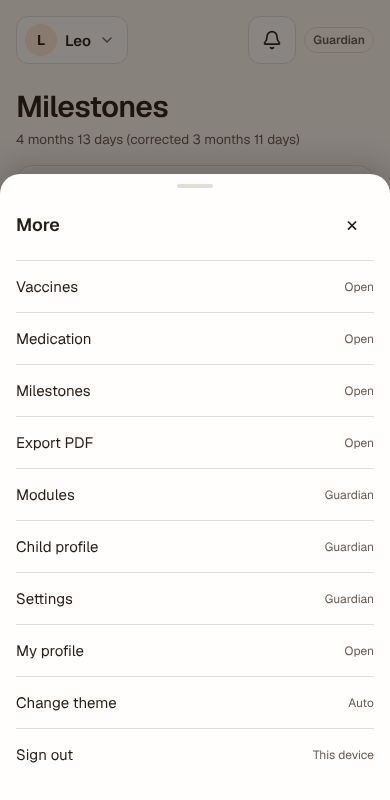 L Leo Guardian
Milestones
4 months 13 days (corrected 3 months 11 days)
More
Vaccines Open
Medication Open
Milestones Open
Export PDF Open
Modules Guardian
Child profile Guardian
Settings Guardian
My profile Open
Change theme Auto
Sign out This device